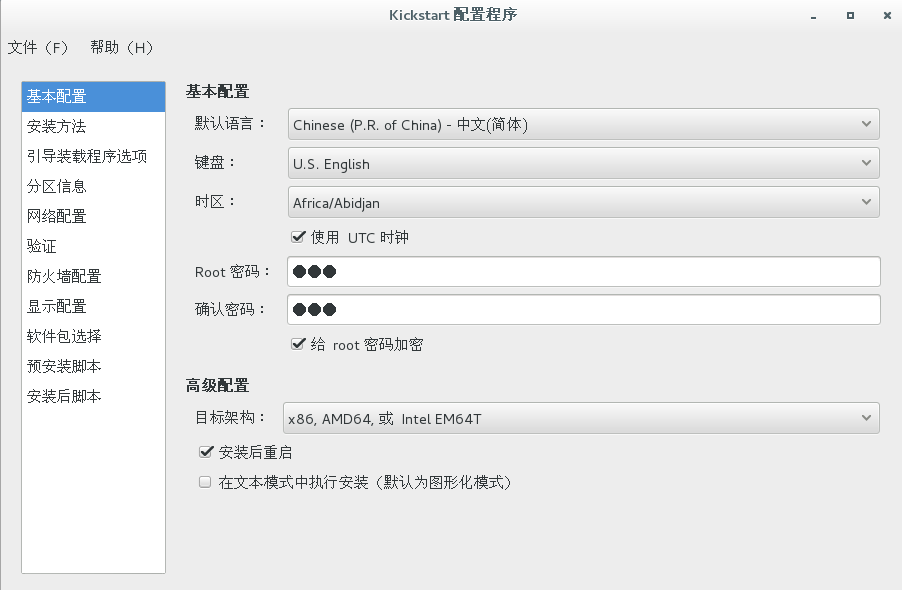 Kickstart 配置程序
文件（F） 帮助（H）
基本配置
安装方法
引导装载程序选项
分区信息
网络配置
验证
防火墙配置
显示配置
软件包选择
预安装脚本
安装后脚本
基本配置
默认语言： Chinese (P.R. of China) - 中文(简体)
键盘： U.S. English
时区： Africa/Abidjan
使用 UTC 时钟
Root 密码： ●●●
确认密码： ●●●
给 root 密码加密
高级配置
目标架构： x86, AMD64, 或 Intel EM64T
安装后重启
在文本模式中执行安装（默认为图形化模式）